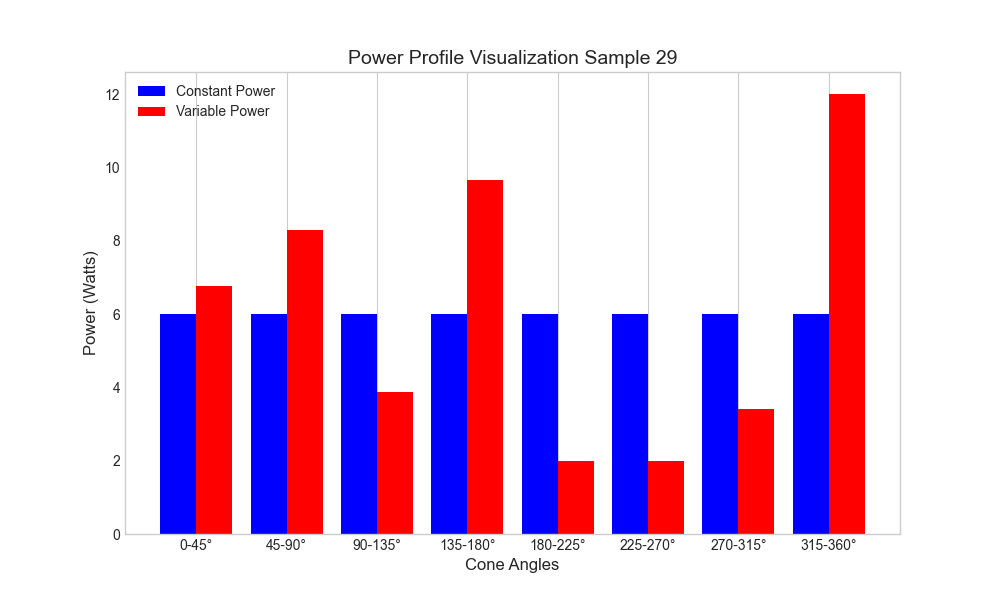 Power Profile Visualization Sample 29
Constant Power
Variable Power
Power (Watts)
12
10
8
6
4
2
0
0-45° 45-90° 90-135° 135-180° 180-225° 225-270° 270-315° 315-360°
Cone Angles